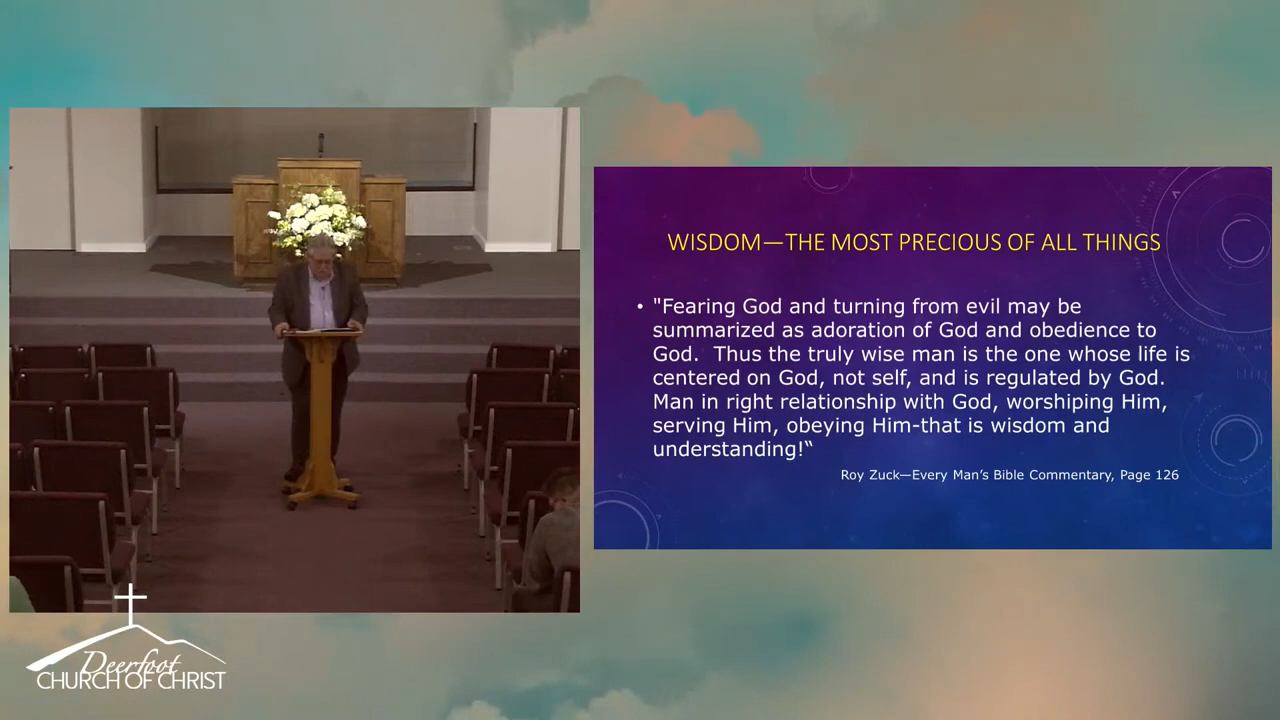 WISDOM—THE MOST PRECIOUS OF ALL THINGS
• "Fearing God and turning from evil may be
summarized as adoration of God and obedience to
God.  Thus the truly wise man is the one whose life is
centered on God, not self, and is regulated by God.
Man in right relationship with God, worshiping Him,
serving Him, obeying Him-that is wisdom and
understanding!“
Roy Zuck—Every Man’s Bible Commentary, Page 126
Deerfoot
CHURCH OF CHRIST